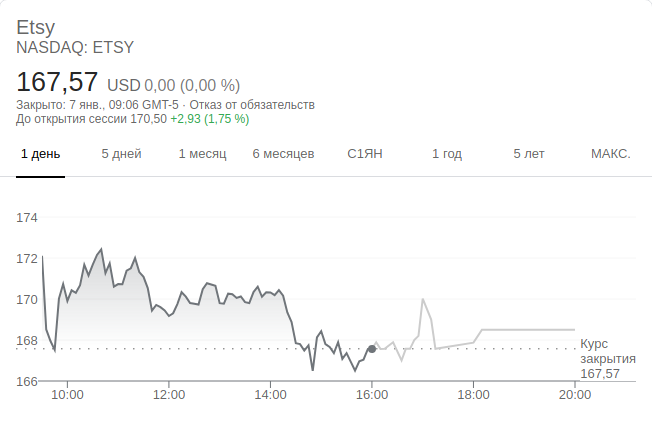 Etsy
NASDAQ: ETSY
167,57 USD 0,00 (0,00 %)
Закрыто: 7 янв., 09:06 GMT-5 · Отказ от обязательств
До открытия сессии 170,50 +2,93 (1,75 %)
1 день 5 дней 1 месяц 6 месяцев С1ЯН 1 год 5 лет МАКС.
174
172
170
168
Курс
закрытия
167,57
166
10:00 12:00 14:00 16:00 18:00 20:00